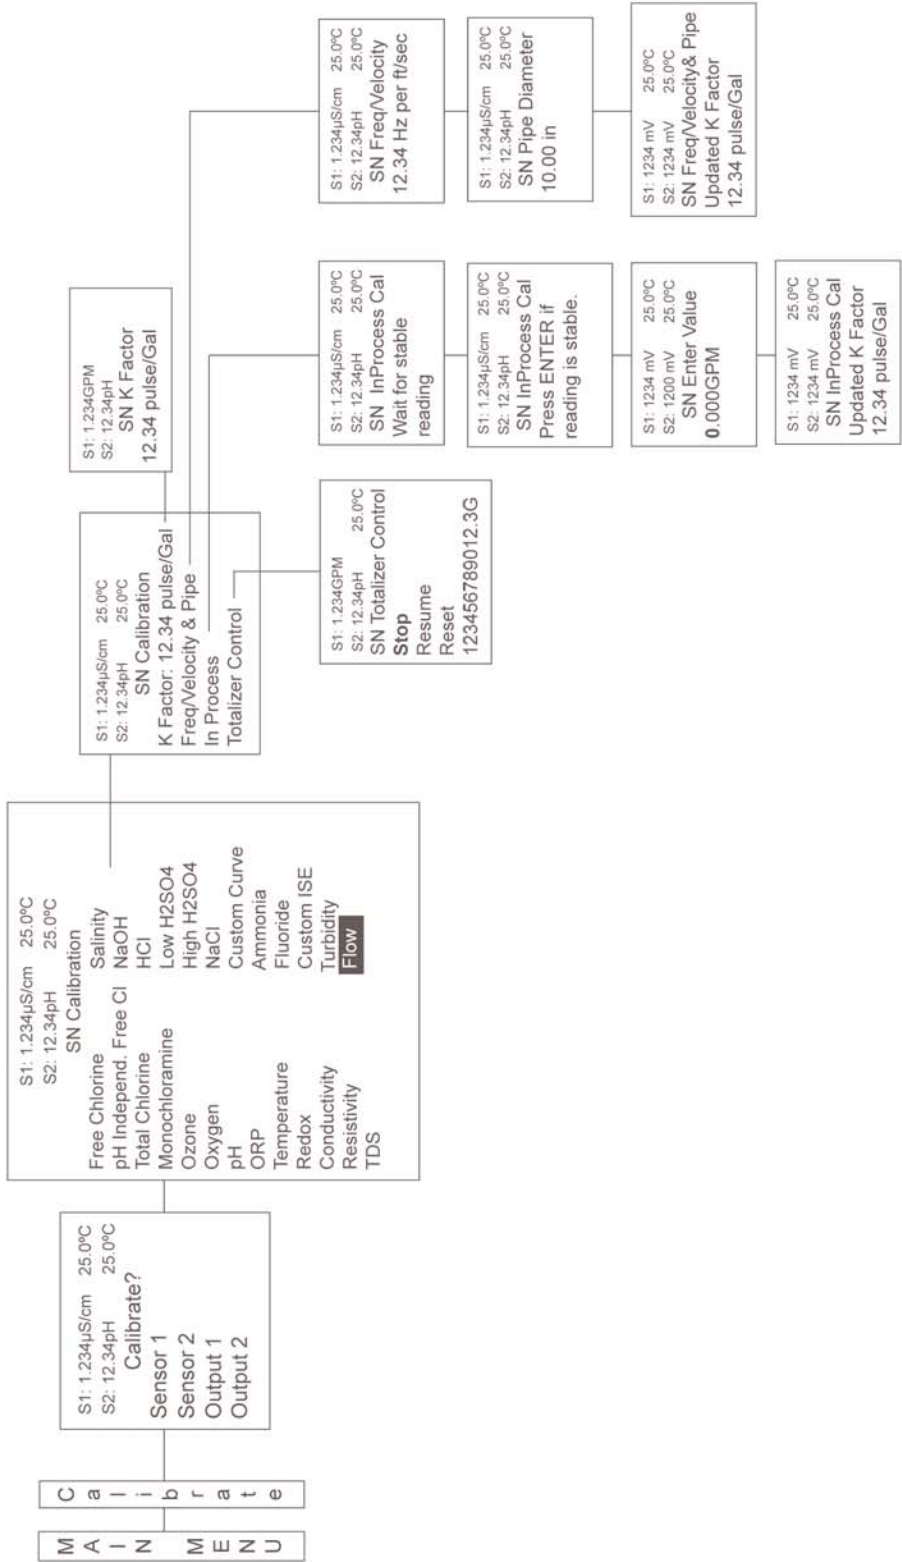 MAIN MENU
Calibrate
S1: 1.234µS/cm 25.0ºC
S2: 12.34pH 25.0ºC
Calibrate?
Sensor 1
Sensor 2
Output 1
Output 2
S1: 1.234µS/cm 25.0ºC
S2: 12.34pH 25.0ºC
SN Calibration
Free Chlorine
pH Independ. Free Cl
Total Chlorine
Monochloramine
Ozone
Oxygen
pH
ORP
Temperature
Redox
Conductivity
Resistivity
TDS
Salinity
NaOH
HCl
Low H2SO4
High H2SO4
NaCl
Custom Curve
Ammonia
Fluoride
Custom ISE
Turbidity
Flow
S1: 1.234µS/cm 25.0ºC
S2: 12.34pH 25.0ºC
SN Calibration
K Factor: 12.34 pulse/Gal
Freq/Velocity & Pipe
In Process
Totalizer Control
S1: 1.234GPM
S2: 12.34pH
SN K Factor
12.34 pulse/Gal
S1: 1.234µS/cm 25.0ºC
S2: 12.34pH 25.0ºC
SN Freq/Velocity
12.34 Hz per ft/sec
S1: 1.234µS/cm 25.0ºC
S2: 12.34pH 25.0ºC
SN Pipe Diameter
10.00 in
S1: 1234 mV 25.0ºC
S2: 1234 mV 25.0ºC
SN Freq/Velocity& Pipe
Updated K Factor
12.34 pulse/Gal
S1: 1.234µS/cm 25.0ºC
S2: 12.34pH 25.0ºC
SN InProcess Cal
Wait for stable
reading
S1: 1.234µS/cm 25.0ºC
S2: 12.34pH 25.0ºC
SN InProcess Cal
Press ENTER if
reading is stable.
S1: 1234 mV 25.0ºC
S2: 1200 mV 25.0ºC
SN Enter Value
0.000GPM
S1: 1234 mV 25.0ºC
S2: 1234 mV 25.0ºC
SN InProcess Cal
Updated K Factor
12.34 pulse/Gal
S1: 1.234GPM
S2: 12.34pH 25.0ºC
SN Totalizer Control
Stop
Resume
Reset
123456789012.3G